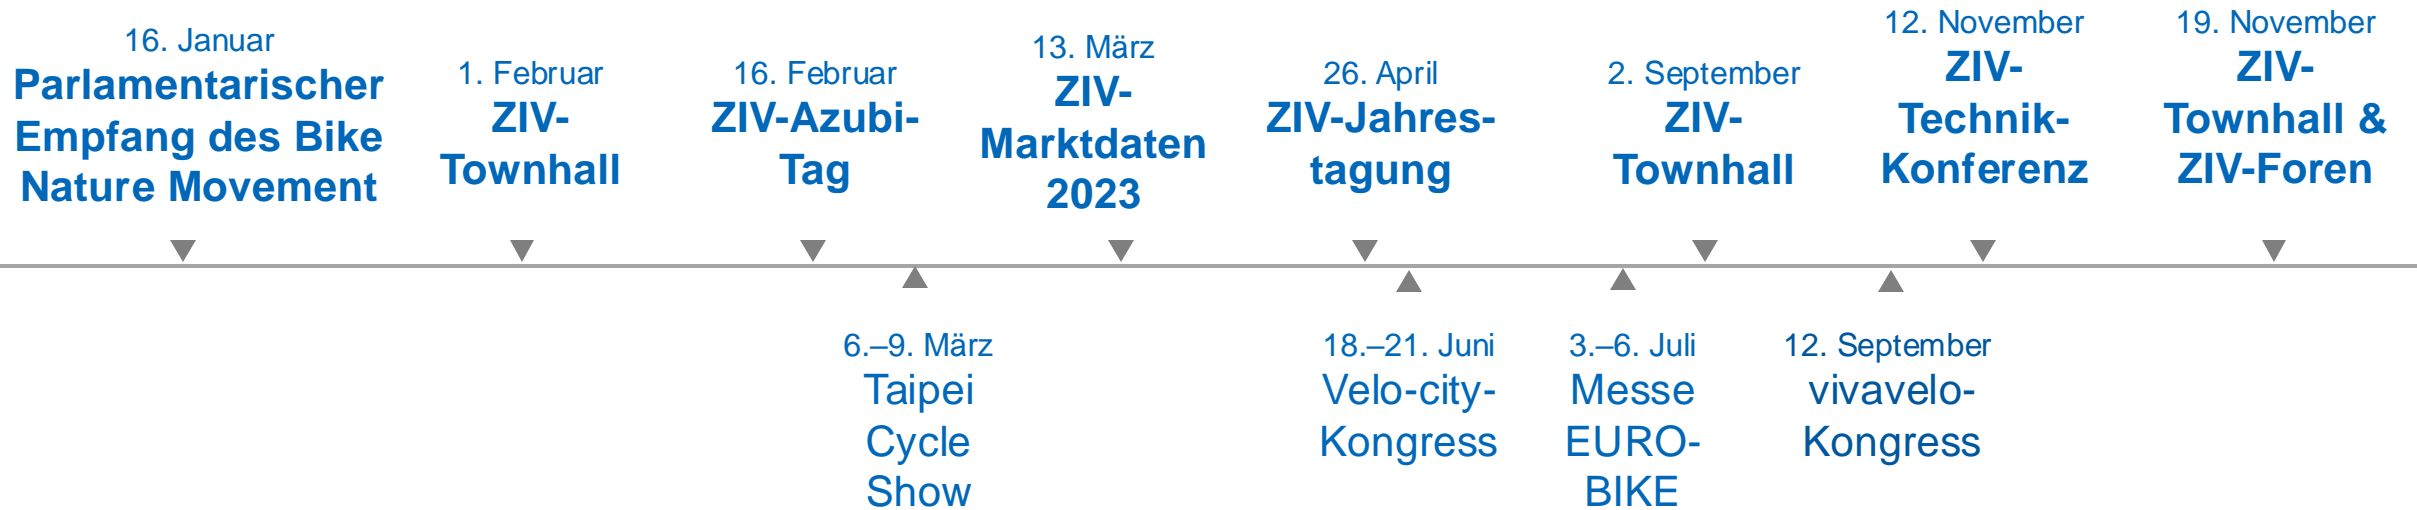 16. Januar
Parlamentarischer
Empfang des Bike
Nature Movement
1. Februar
ZIV-
Townhall
16. Februar
ZIV-Azubi-
Tag
13. März
ZIV-
Marktdaten
2023
26. April
ZIV-Jahres-
tagung
2. September
ZIV-
Townhall
12. November
ZIV-
Technik-
Konferenz
19. November
ZIV-
Townhall &
ZIV-Foren
6.–9. März
Taipei
Cycle
Show
18.–21. Juni
Velo-city-
Kongress
3.–6. Juli
Messe
EURO-
BIKE
12. September
vivavelo-
Kongress